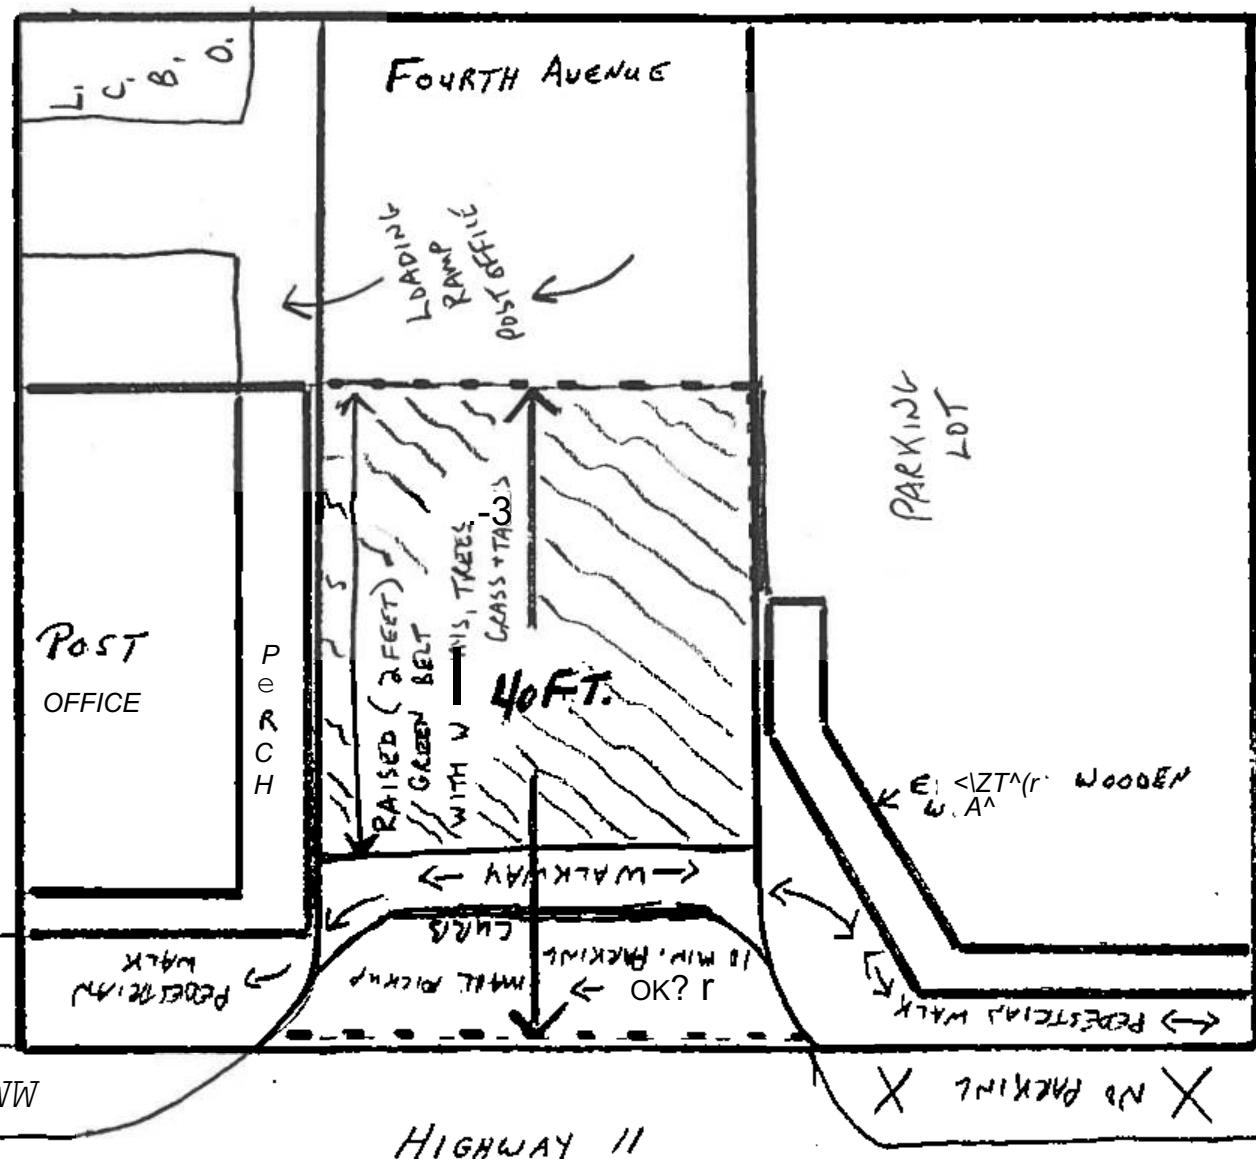 L.C.B.O.
FOURTH AVENUE
LOADING
RAMP
POST OFFICE
PARKING
LOT
POST
OFFICE
PeRCH
RAISED (2 FEET)
GREEN BELT
WITH W
, TREES
GRASS + TA
.-3
40 FT.
WOODEN
WALKWAY
CURB
10 MIN. PARKING
MAIL PICKUP
OK? r
PEDESTRIAN
WALK
PEDESTRIAN WALK
NO PARKING
HIGHWAY 11